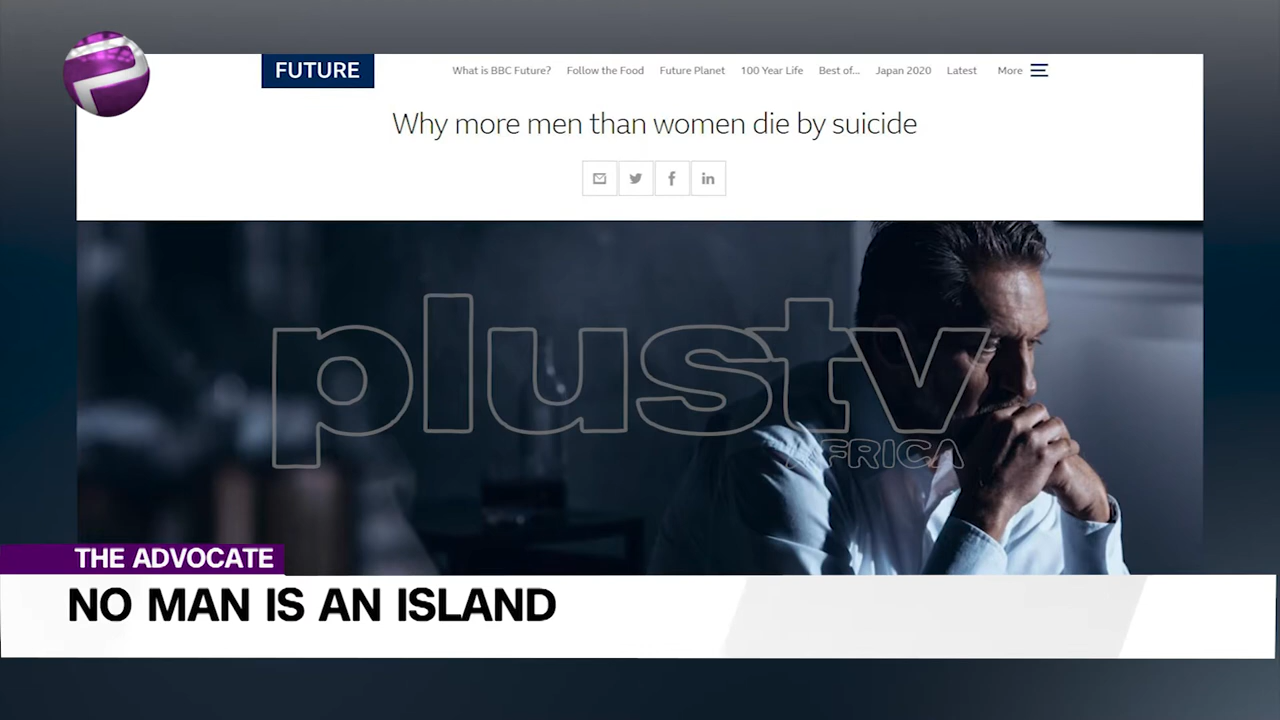 FUTURE
What is BBC Future? Follow the Food Future Planet 100 Year Life Best of... Japan 2020 Latest More
Why more men than women die by suicide
plustv
AFRICA
THE ADVOCATE
NO MAN IS AN ISLAND